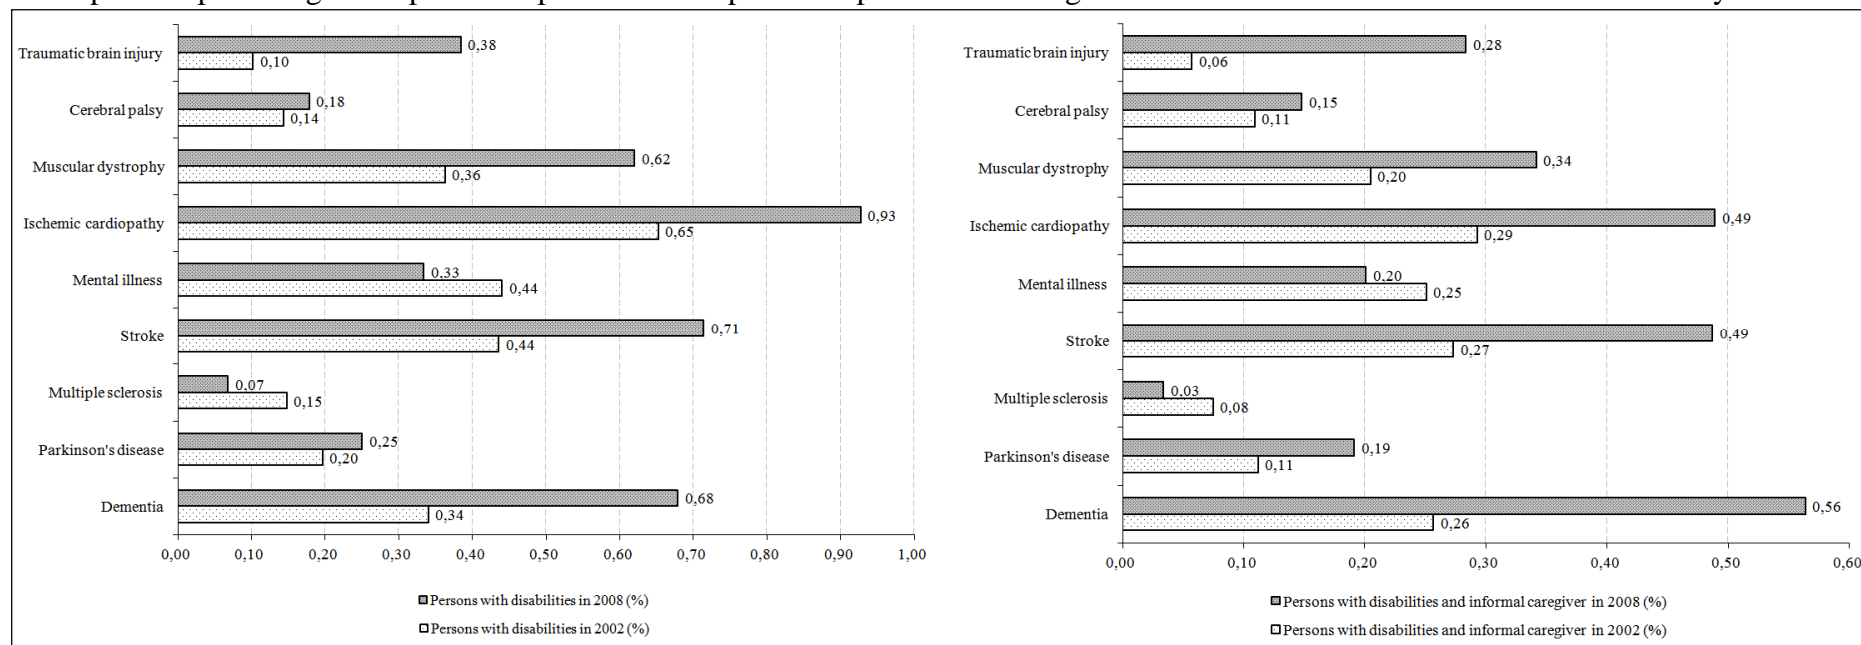 Traumatic brain injury
0,38
0,10
Cerebral palsy
0,18
0,14
Muscular dystrophy
0,62
0,36
Ischemic cardiopathy
0,93
0,65
Mental illness
0,33
0,44
Stroke
0,71
0,44
Multiple sclerosis
0,07
0,15
Parkinson's disease
0,25
0,20
Dementia
0,68
0,34
0,00 0,10 0,20 0,30 0,40 0,50 0,60 0,70 0,80 0,90 1,00
Persons with disabilities in 2008 (%)
Persons with disabilities in 2002 (%)
Traumatic brain injury
0,28
0,06
Cerebral palsy
0,15
0,11
Muscular dystrophy
0,34
0,20
Ischemic cardiopathy
0,49
0,29
Mental illness
0,20
0,25
Stroke
0,49
0,27
Multiple sclerosis
0,03
0,08
Parkinson's disease
0,19
0,11
Dementia
0,56
0,26
0,00 0,10 0,20 0,30 0,40 0,50 0,60
Persons with disabilities and informal caregiver in 2008 (%)
Persons with disabilities and informal caregiver in 2002 (%)